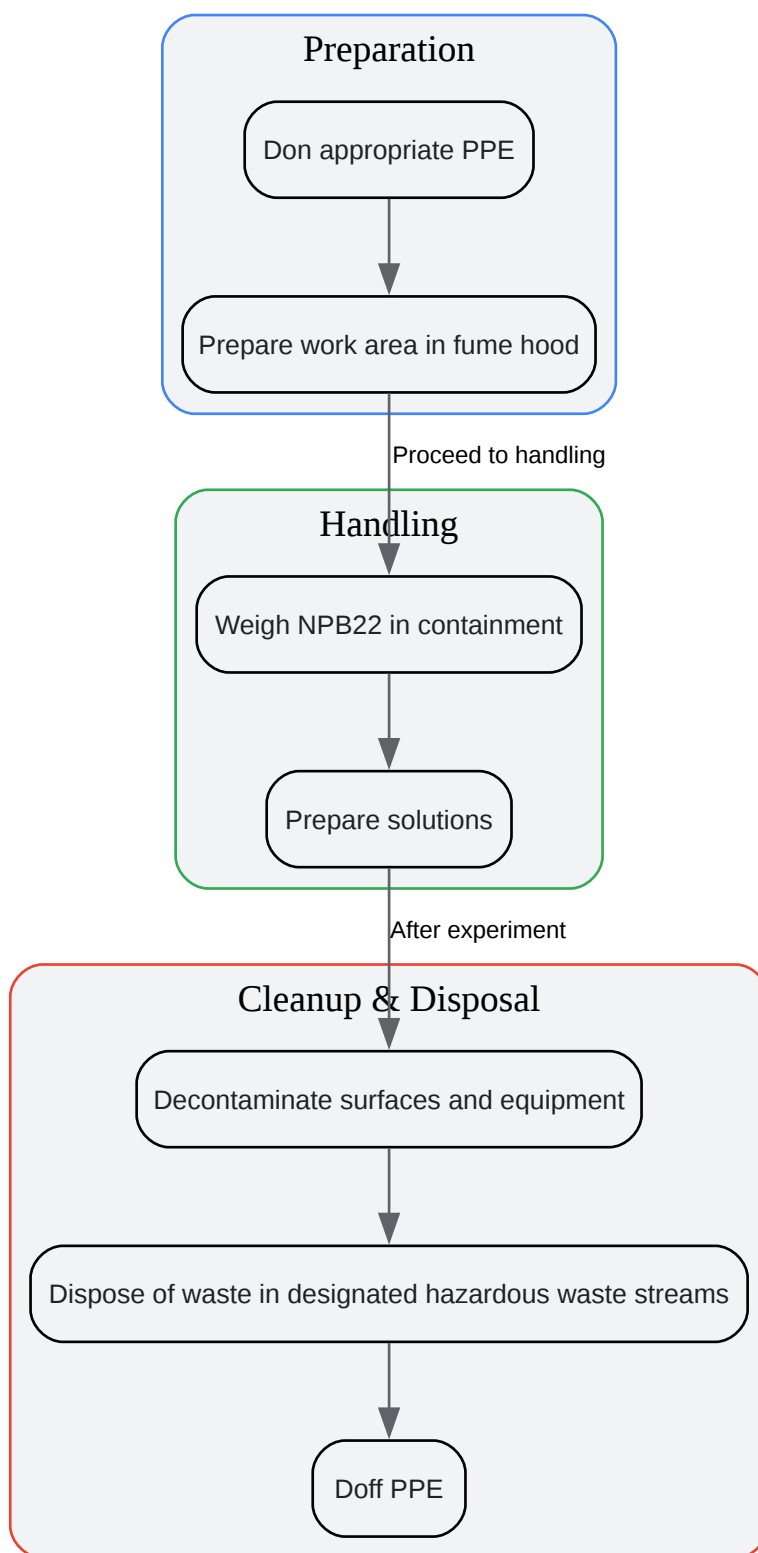 Preparation
Don appropriate PPE
Prepare work area in fume hood
Proceed to handling
Handling
Weigh NPB22 in containment
Prepare solutions
After experiment
Cleanup & Disposal
Decontaminate surfaces and equipment
Dispose of waste in designated hazardous waste streams
Doff PPE